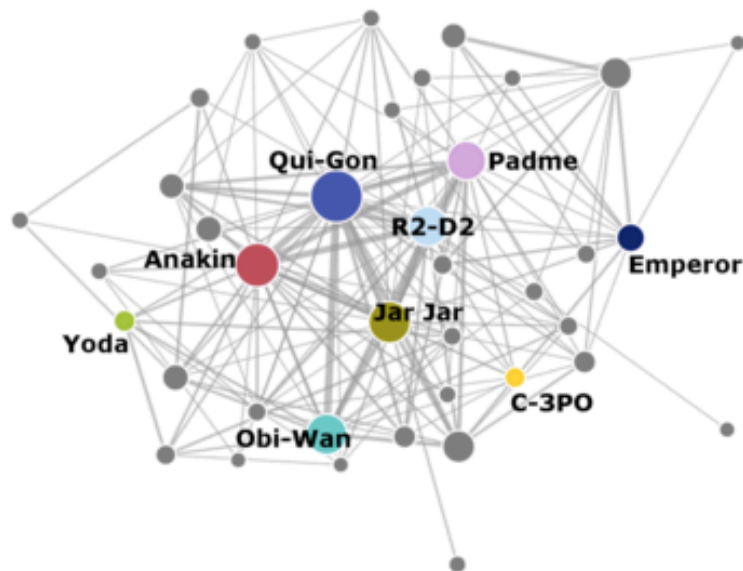 Qui-Gon
Padme
R2-D2
Anakin
Emperor
Jar Jar
Yoda
C-3PO
Obi-Wan